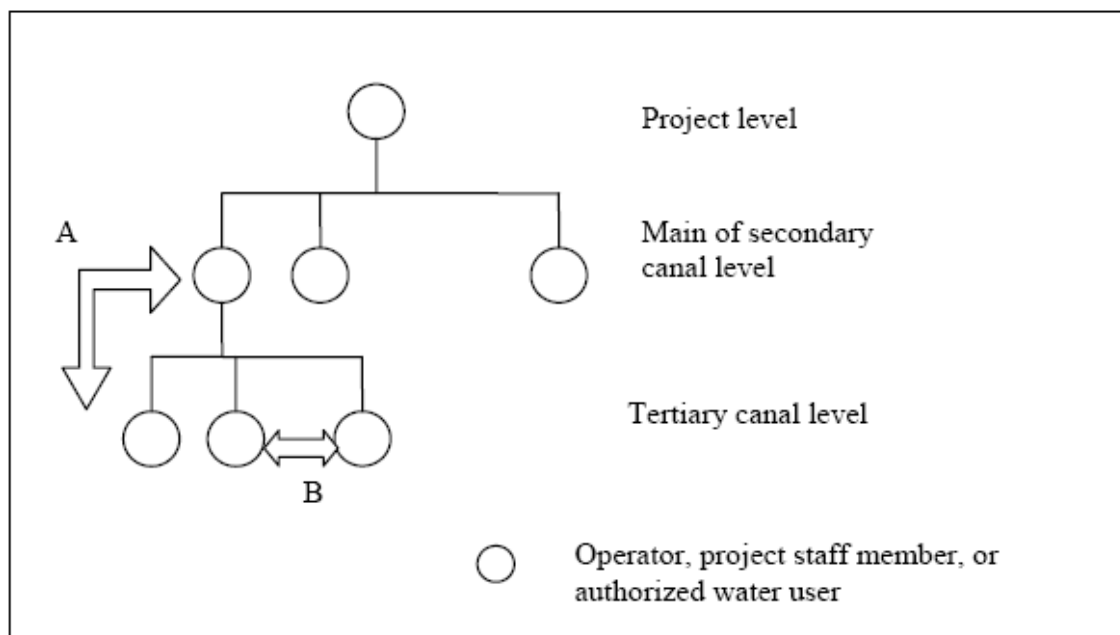 Project level
A
Main of secondary
canal level
Tertiary canal level
B
Operator, project staff member, or
authorized water user